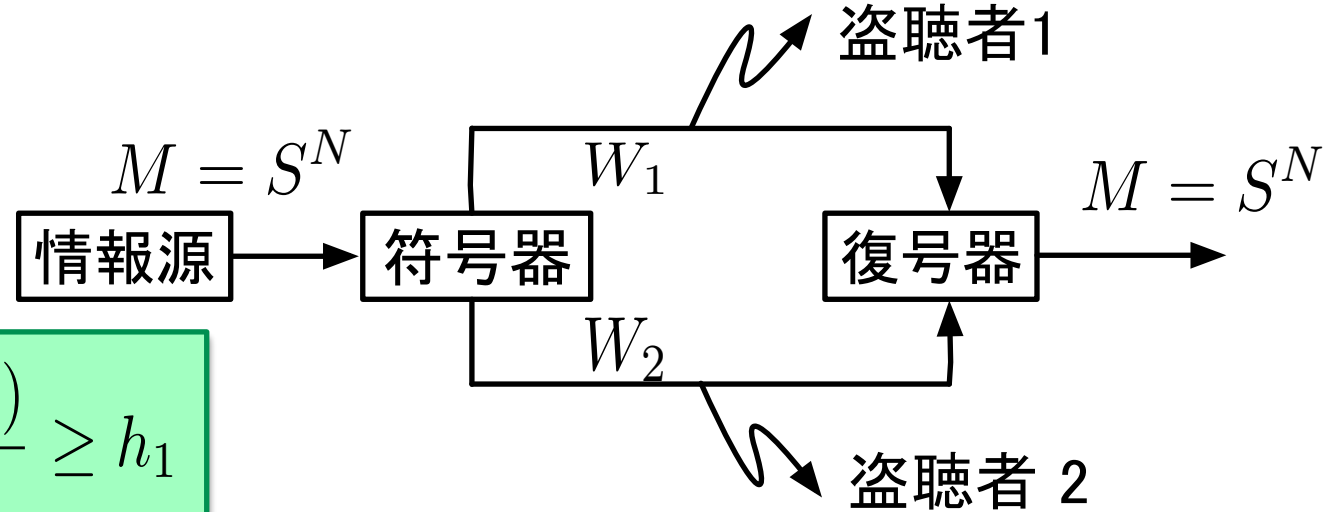 盗聴者1
M = S^N
W_1
M = S^N
情報源
符号器
復号器
W_2
) ≥ h_1
盗聴者 2